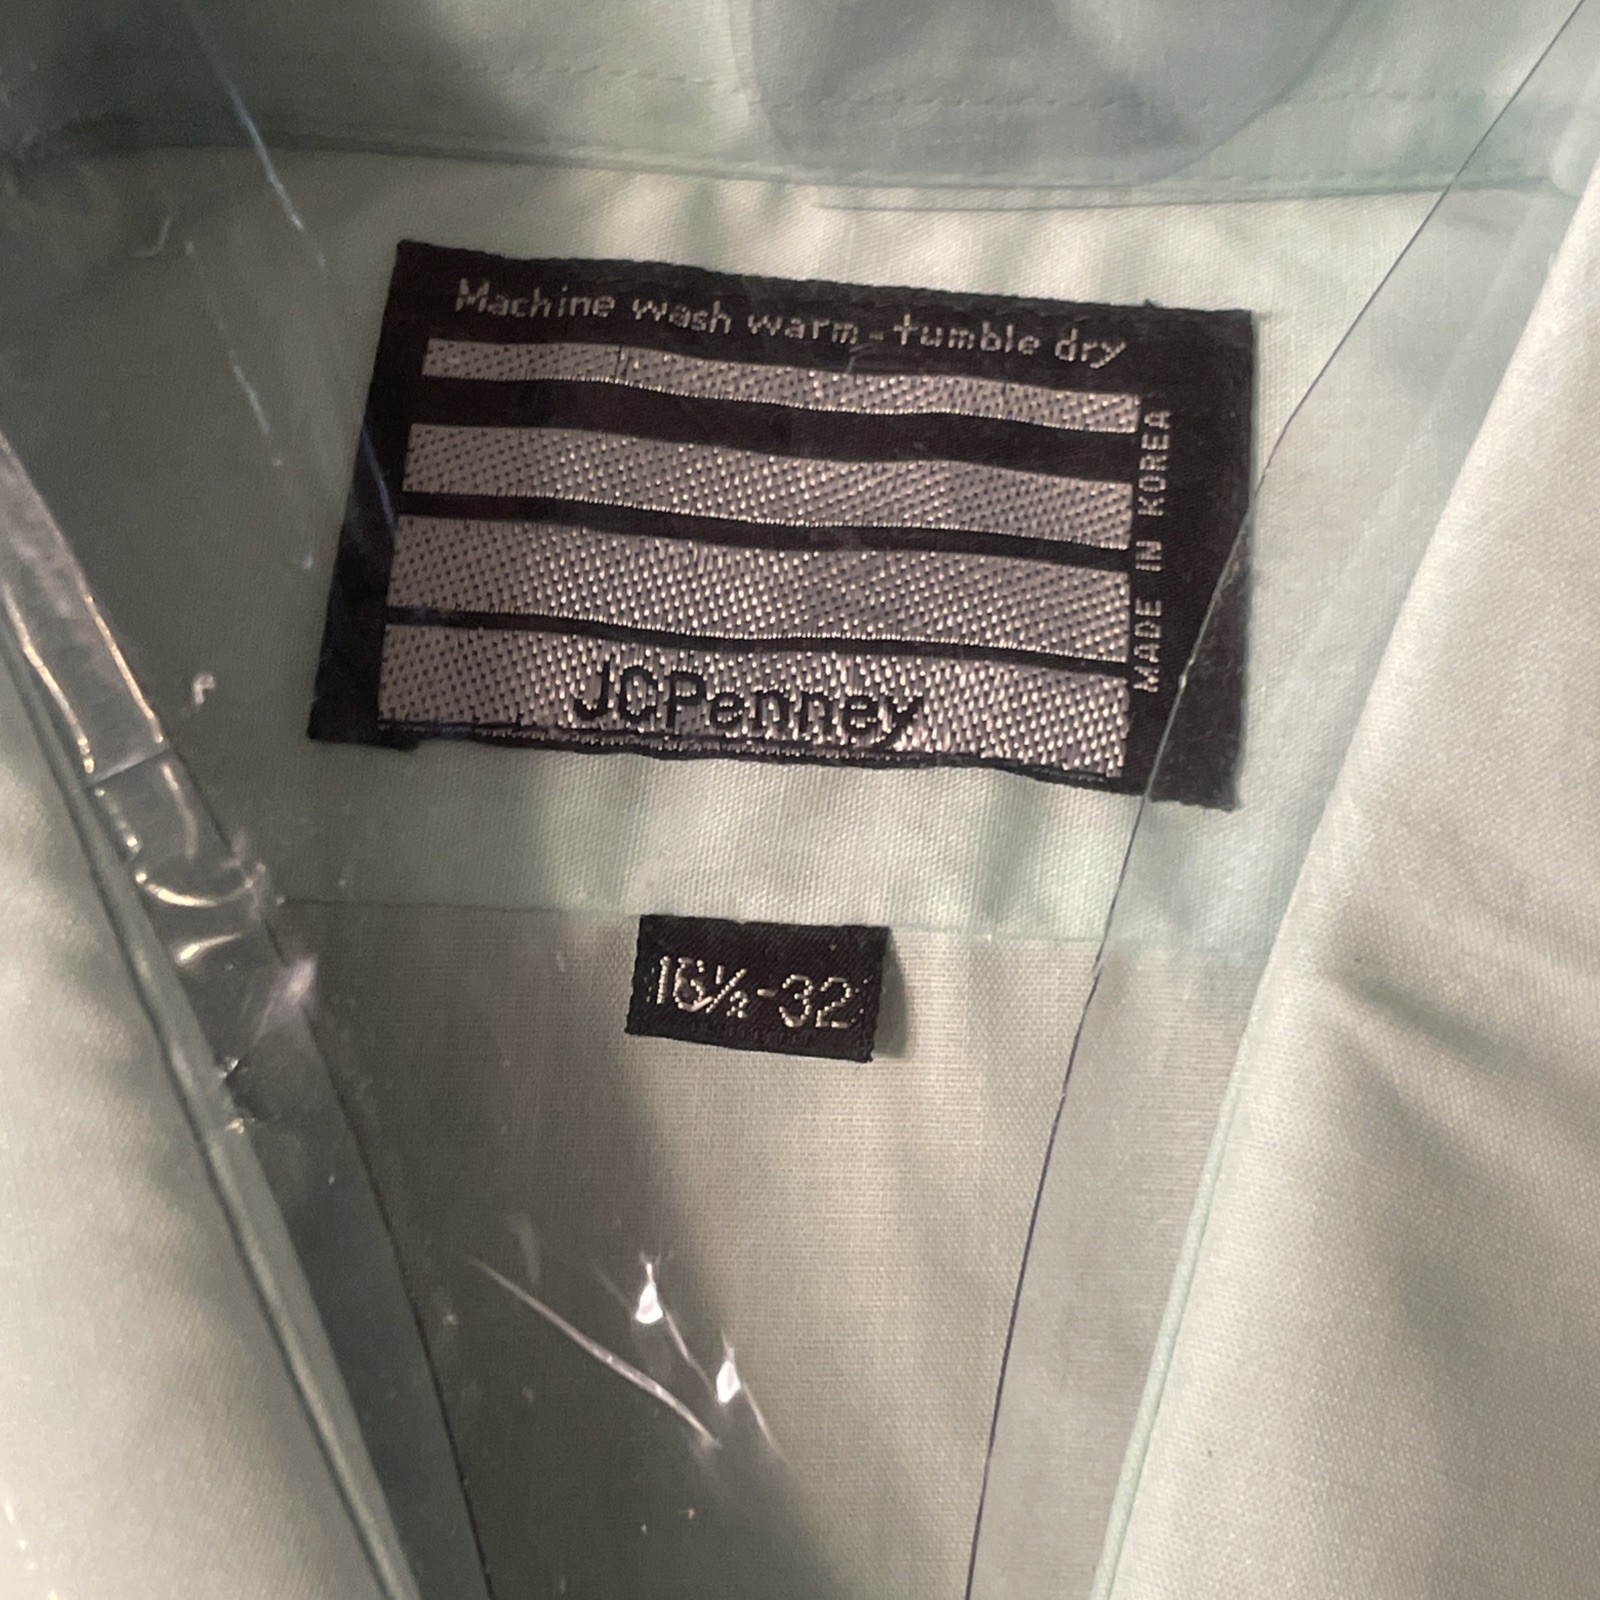 Machine wash warm-tumble dry
MADE IN KOREA
JCPenney
16½-32